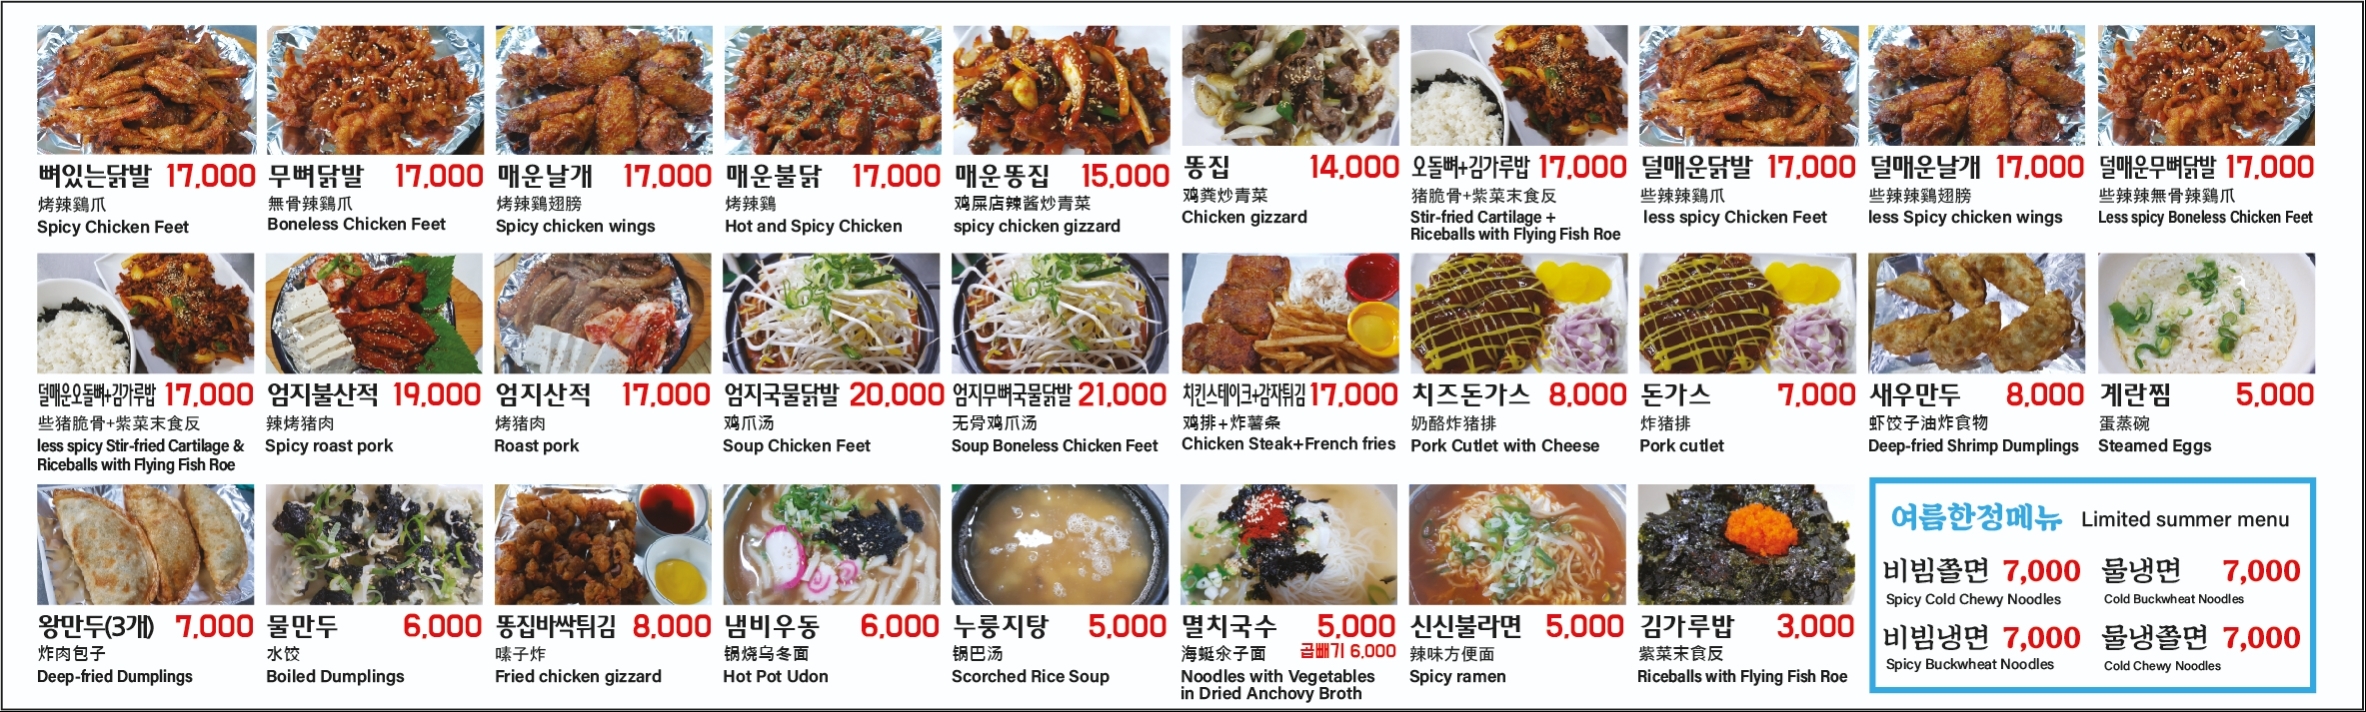 뼈있는닭발 17,000
烤辣鷄爪
Spicy Chicken Feet
무뼈닭발 17,000
無骨辣鷄爪
Boneless Chicken Feet
매운날개 17,000
烤辣鷄翅膀
Spicy chicken wings
매운불닭 17,000
烤辣鷄
Hot and Spicy Chicken
매운똥집 15,000
鸡屎店辣酱炒青菜
spicy chicken gizzard
똥집 14,000
鸡粪炒青菜
Chicken gizzard
오돌뼈+김가루밥 17,000
猪脆骨+紫菜末食反
Stir-fried Cartilage +
Riceballs with Flying Fish Roe
덜매운닭발 17,000
些辣辣鷄爪
less spicy Chicken Feet
덜매운날개 17,000
些辣辣鷄翅膀
less Spicy chicken wings
덜매운무뼈닭발 17,000
些辣辣無骨辣鷄爪
Less spicy Boneless Chicken Feet
덜매운오돌뼈+김가루밥 17,000
些猪脆骨+紫菜末食反
less spicy Stir-fried Cartilage &
Riceballs with Flying Fish Roe
엄지불산적 19,000
辣烤猪肉
Spicy roast pork
엄지산적 17,000
烤猪肉
Roast pork
엄지국물닭발 20,000
鸡爪汤
Soup Chicken Feet
엄지무뼈국물닭발 21,000
无骨鸡爪汤
Soup Boneless Chicken Feet
치킨스테이크+감자튀김 17,000
鸡排+炸薯条
Chicken Steak+French fries
치즈돈가스 8,000
奶酪炸猪排
Pork Cutlet with Cheese
돈가스 7,000
炸猪排
Pork cutlet
새우만두 8,000
虾饺子油炸食物
Deep-fried Shrimp Dumplings
계란찜 5,000
蛋蒸碗
Steamed Eggs
왕만두(3개) 7,000
炸肉包子
Deep-fried Dumplings
물만두 6,000
水饺
Boiled Dumplings
똥집바싹튀김 8,000
嗉子炸
Fried chicken gizzard
냄비우동 6,000
锅烧乌冬面
Hot Pot Udon
누룽지탕 5,000
锅巴汤
Scorched Rice Soup
멸치국수 5,000
海蜓汆子面 곱빼기 6,000
Noodles with Vegetables
in Dried Anchovy Broth
신신불라면 5,000
辣味方便面
Spicy ramen
김가루밥 3,000
紫菜末食反
Riceballs with Flying Fish Roe
여름한정메뉴 Limited summer menu
비빔쫄면 7,000 물냉면 7,000
Spicy Cold Chewy Noodles Cold Buckwheat Noodles
비빔냉면 7,000 물냉쫄면 7,000
Spicy Buckwheat Noodles Cold Chewy Noodles